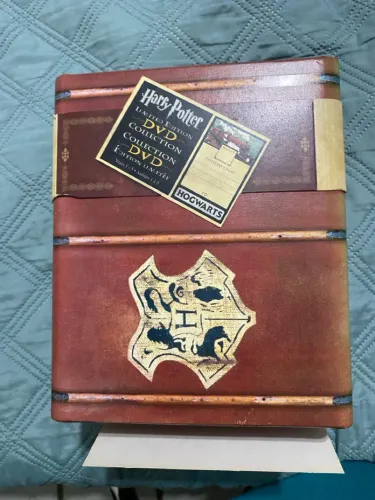 Harry Potter
LIMITED EDITION
DVD
COLLECTION
COLLECTION
DVD
ÉDITION LIMITÉE
HOGWARTS
H